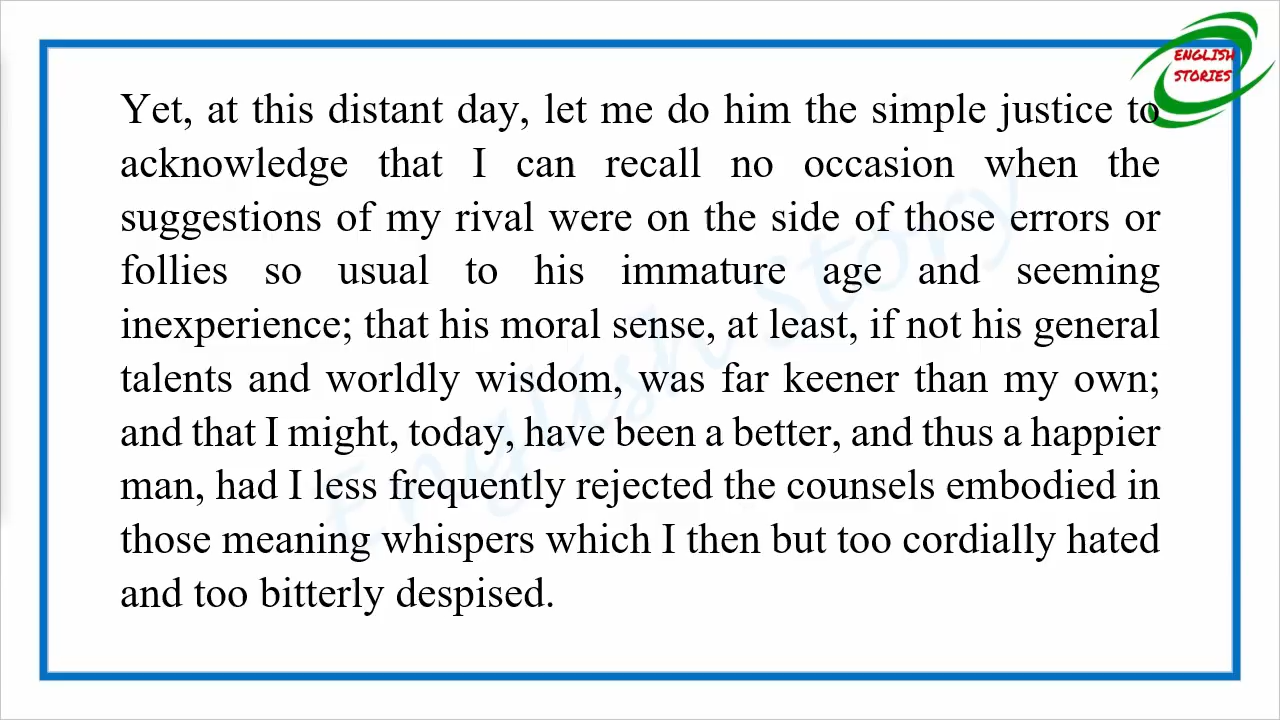 ENGLISH
STORIES
Yet, at this distant day, let me do him the simple justice to
acknowledge that I can recall no occasion when the
suggestions of my rival were on the side of those errors or
follies so usual to his immature age and seeming
inexperience; that his moral sense, at least, if not his general
talents and worldly wisdom, was far keener than my own;
and that I might, today, have been a better, and thus a happier
man, had I less frequently rejected the counsels embodied in
those meaning whispers which I then but too cordially hated
and too bitterly despised.
English Story